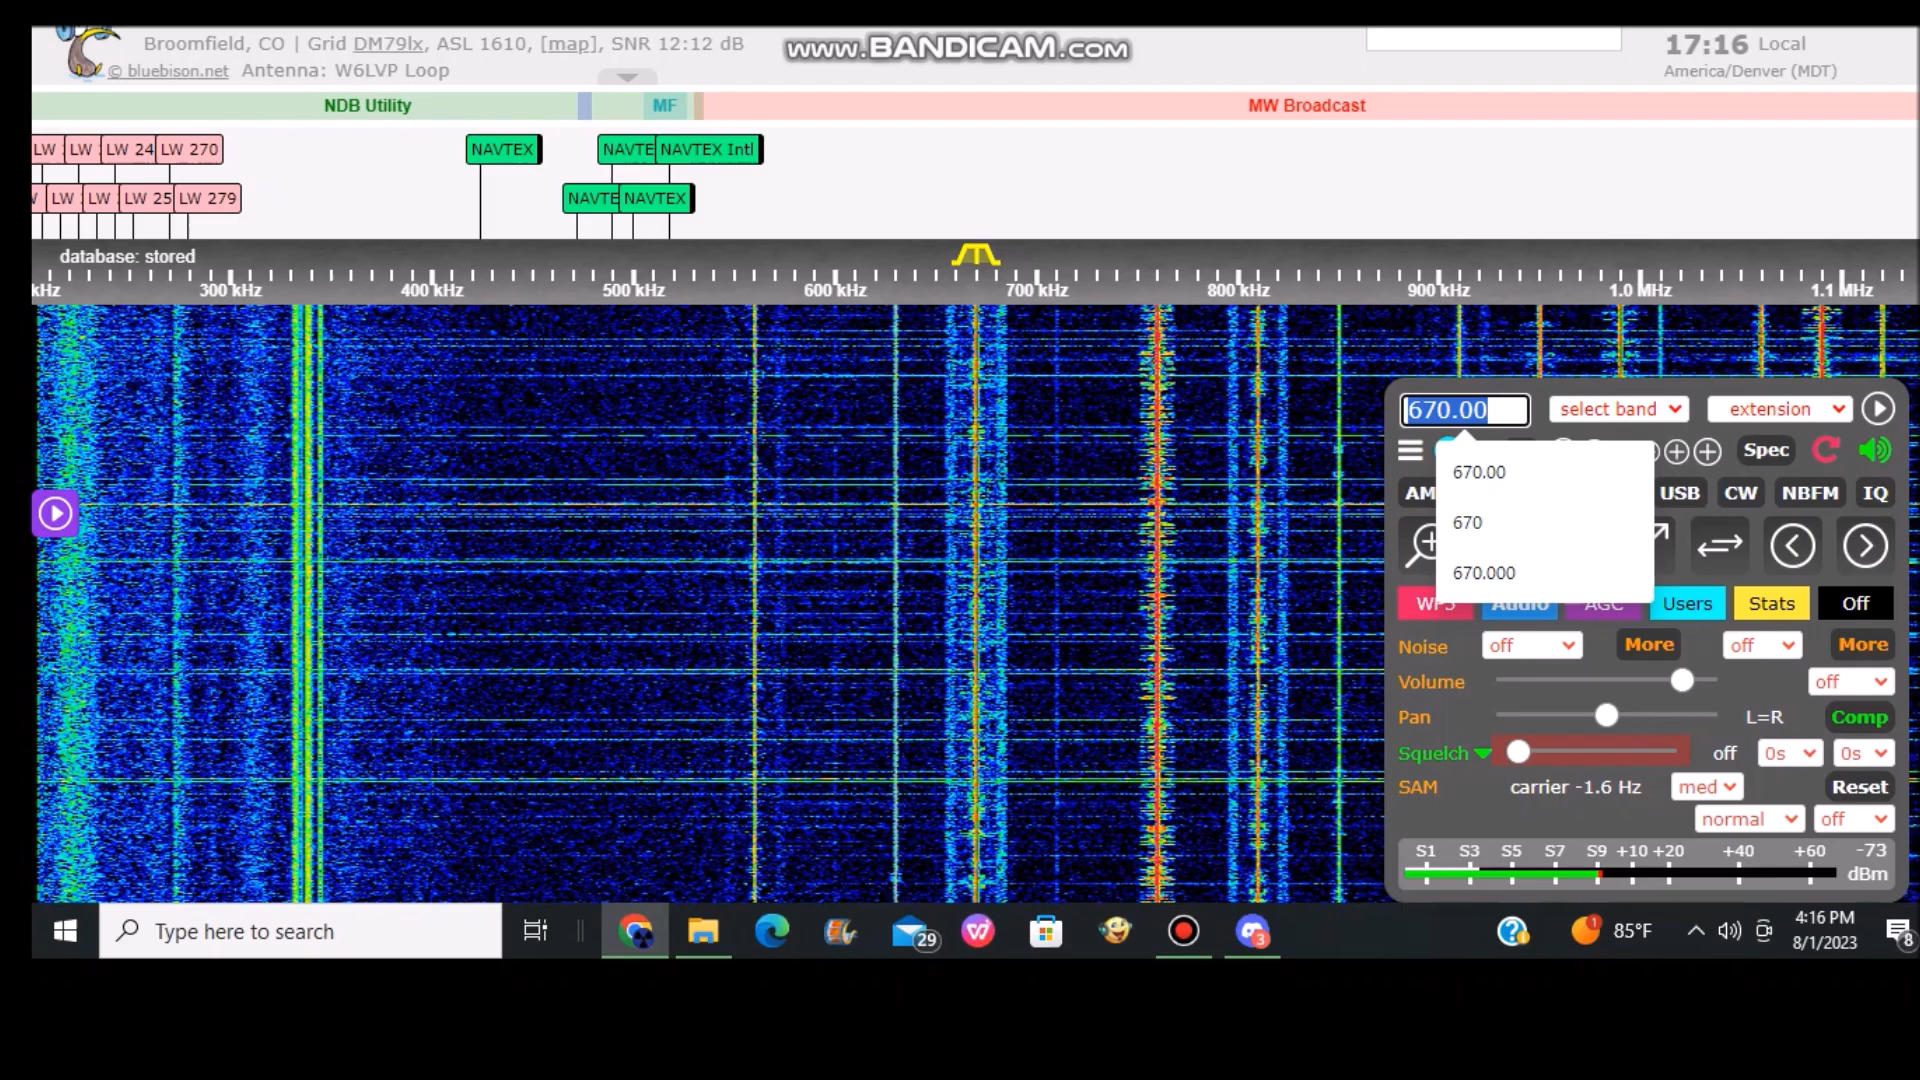 Broomfield, CO | Grid DM79lx, ASL 1610, [map], SNR 12:12 dB
www.BANDICAM.com
17:16 Local
© bluebison.net Antenna: W6LVP Loop
America/Denver (MDT)
NDB Utility
MF
MW Broadcast
LW LW LW 24 LW 270
NAVTEX
NAVTE NAVTEX Intl
LW LW LW 25 LW 279
NAVTE NAVTEX
database: stored
kHz 300 kHz 400 kHz 500 kHz 600 kHz 700 kHz 800 kHz 900 kHz 1.0 MHz 1.1 MHz
670.00 select band extension
Spec
670.00
AM USB CW NBFM IQ
670
670.000
Users Stats Off
Noise off More off More
Volume off
Pan L=R Comp
Squelch off 0s 0s
SAM carrier -1.6 Hz med Reset
normal off
S1 S3 S5 S7 S9 +10 +20 +40 +60 -73
dBm
Type here to search
29
3
1
85°F
4:16 PM
8/1/2023
8